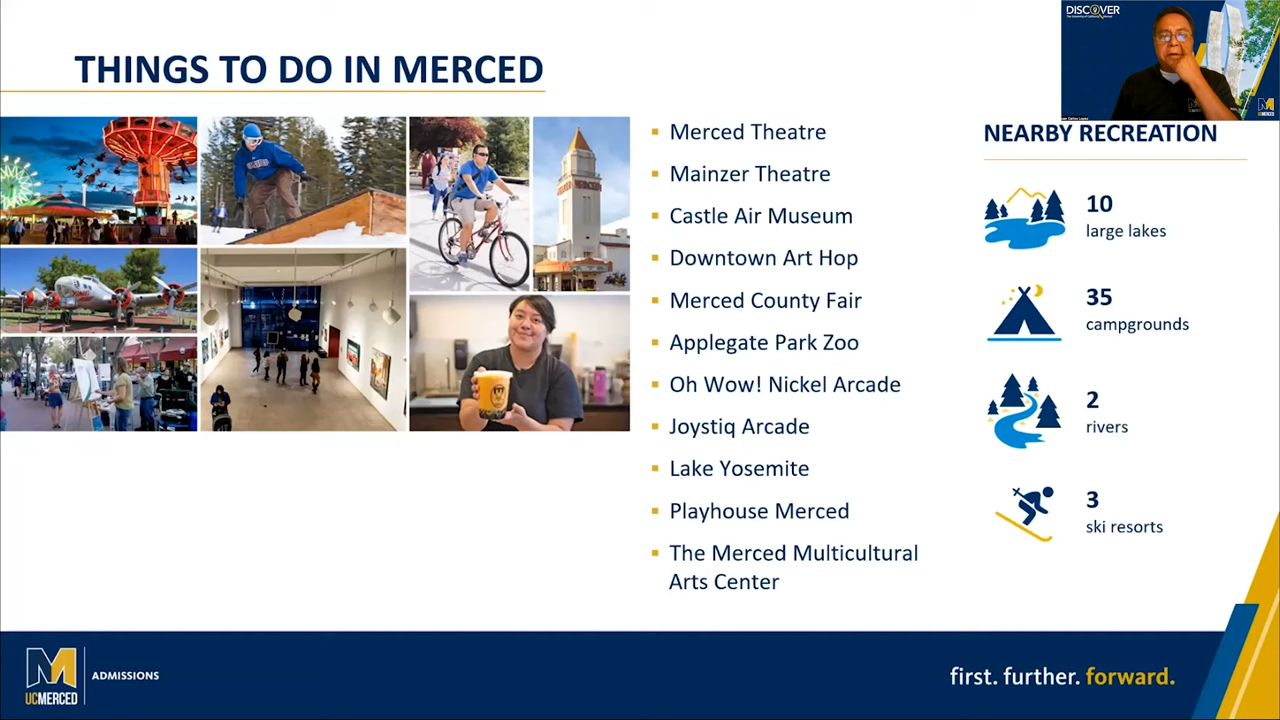 THINGS TO DO IN MERCED
Merced Theatre
Mainzer Theatre
Castle Air Museum
Downtown Art Hop
Merced County Fair
Applegate Park Zoo
Oh Wow! Nickel Arcade
Joystiq Arcade
Lake Yosemite
Playhouse Merced
The Merced Multicultural
Arts Center
DISCOVER
NEARBY RECREATION
10
large lakes
35
campgrounds
2
rivers
3
ski resorts
UCMERCED
ADMISSIONS
first. further. forward.